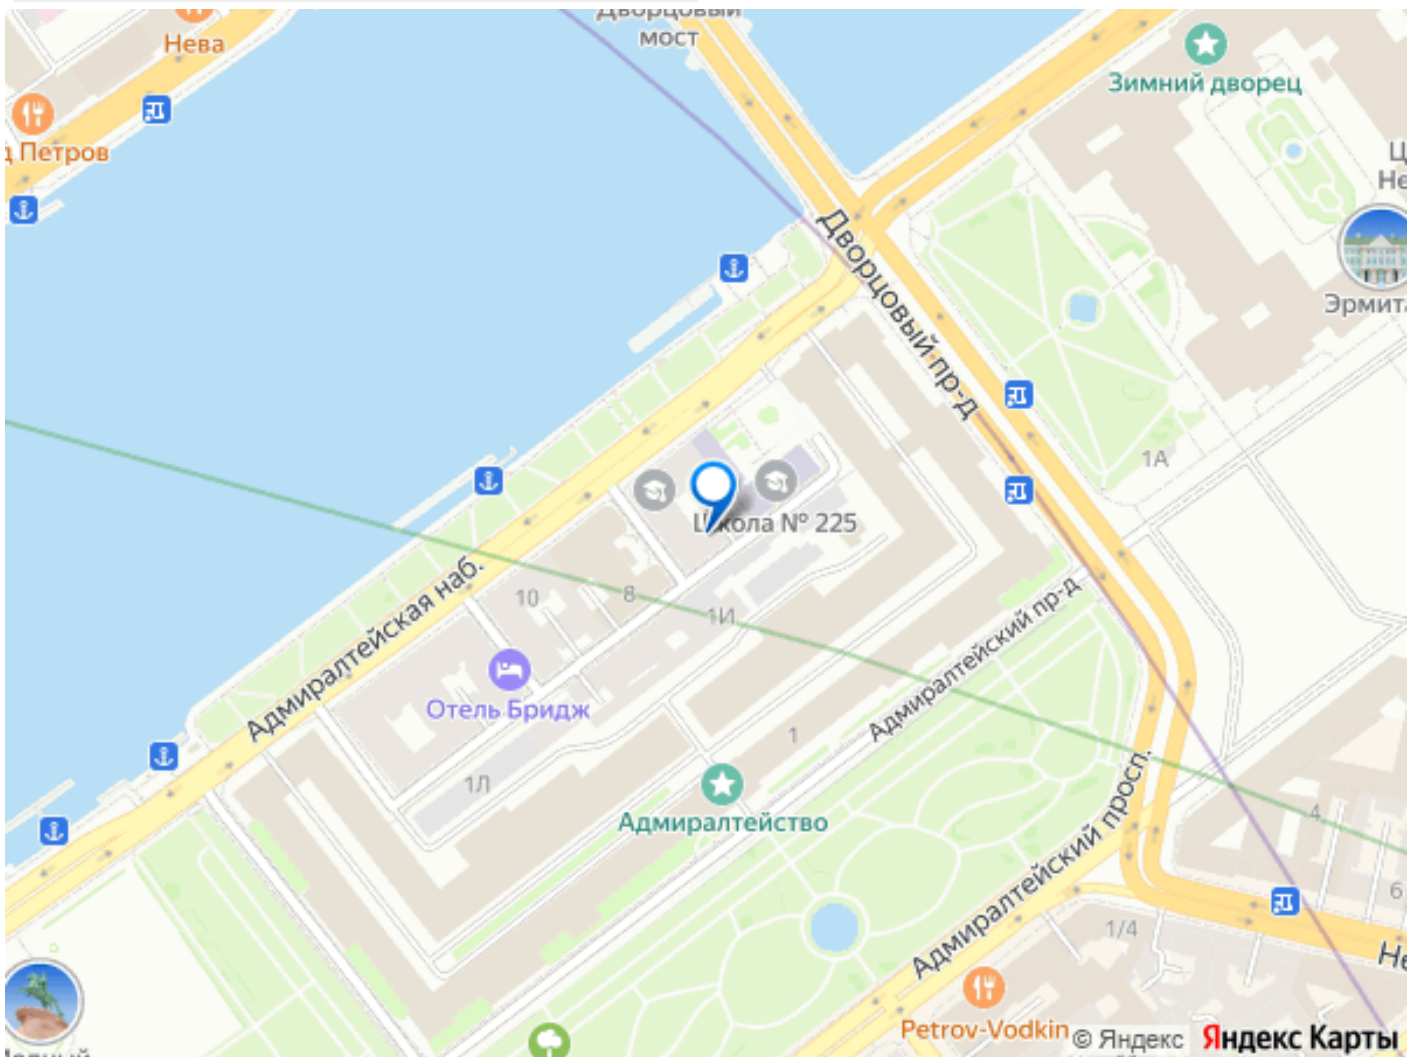 Дворцовый
мост
Нева
Зимний дворец
Петров
Дворцовый пр-д
Эрмит
1А
Школа № 225
Адмиралтейская наб.
10
8
1И
Адмиралтейский пр-д
Отель Бридж
1
1Л
Адмиралтейство
Адмиралтейский просп.
4
6
1/4
Petrov-Vodkin
© Яндекс Яндекс Карты